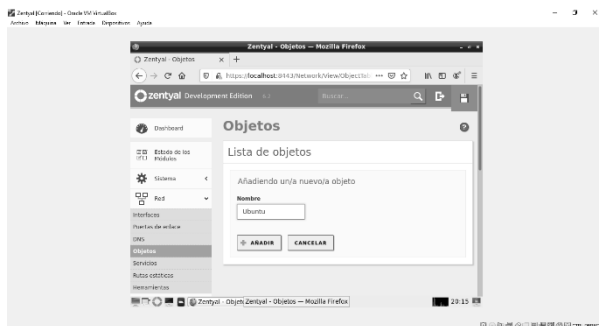 Zentyal [Corriendo] - Oracle VM VirtualBox
Archivo Máquina Ver Entrada Dispositivos Ayuda
Zentyal - Objetos — Mozilla Firefox
Zentyal - Objetos
https://localhost:8443/Network/View/Object
zentyal Development Edition
Buscar...
Dashboard
Objetos
Estado de los
Módulos
Lista de objetos
Sistema
Añadiendo un/a nuevo/a objeto
Red
Nombre
Ubuntu
Interfaces
Puertas de enlace
DNS
AÑADIR
CANCELAR
Objetos
Servicios
Rutas estáticas
Herramientas
Zentyal - Objet
Zentyal - Objetos — Mozilla Firefox
20:15